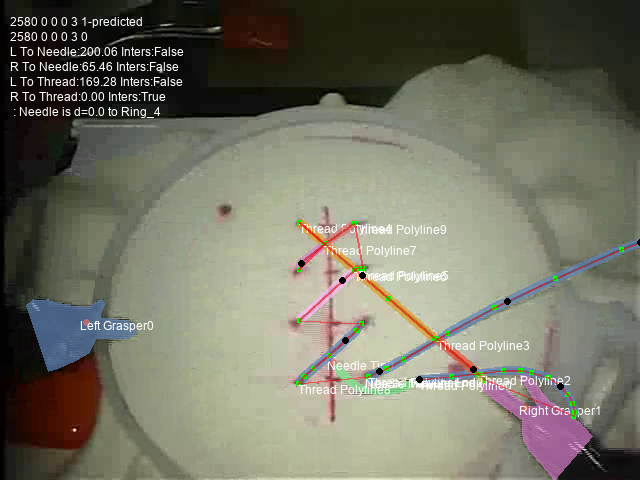 2580 0 0 0 3 1-predicted
2580 0 0 0 3 0
L To Needle:200.06 Inters:False
R To Needle:65.46 Inters:False
L To Thread:169.28 Inters:False
R To Thread:0.00 Inters:True
: Needle is d=0.0 to Ring_4
Thread Polyline9
Thread Polyline7
Left Grasper0
Thread Polyline3
Needle Tip
Thread Polyline2
Thread Polyline8
Right Grasper1